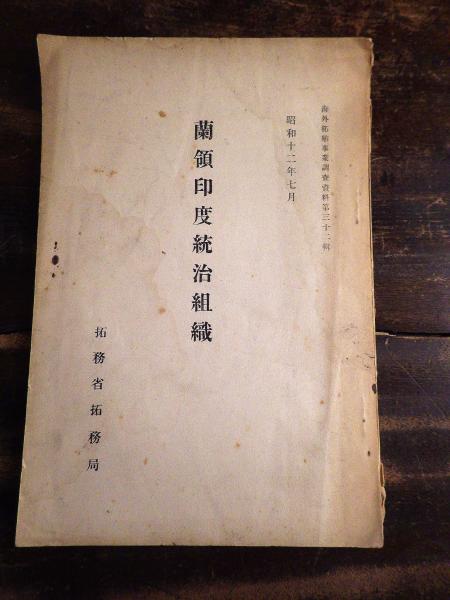 海外拓殖事業調査資料第三十二輯
昭和十二年七月
蘭領印度統治組織
拓務省拓務局